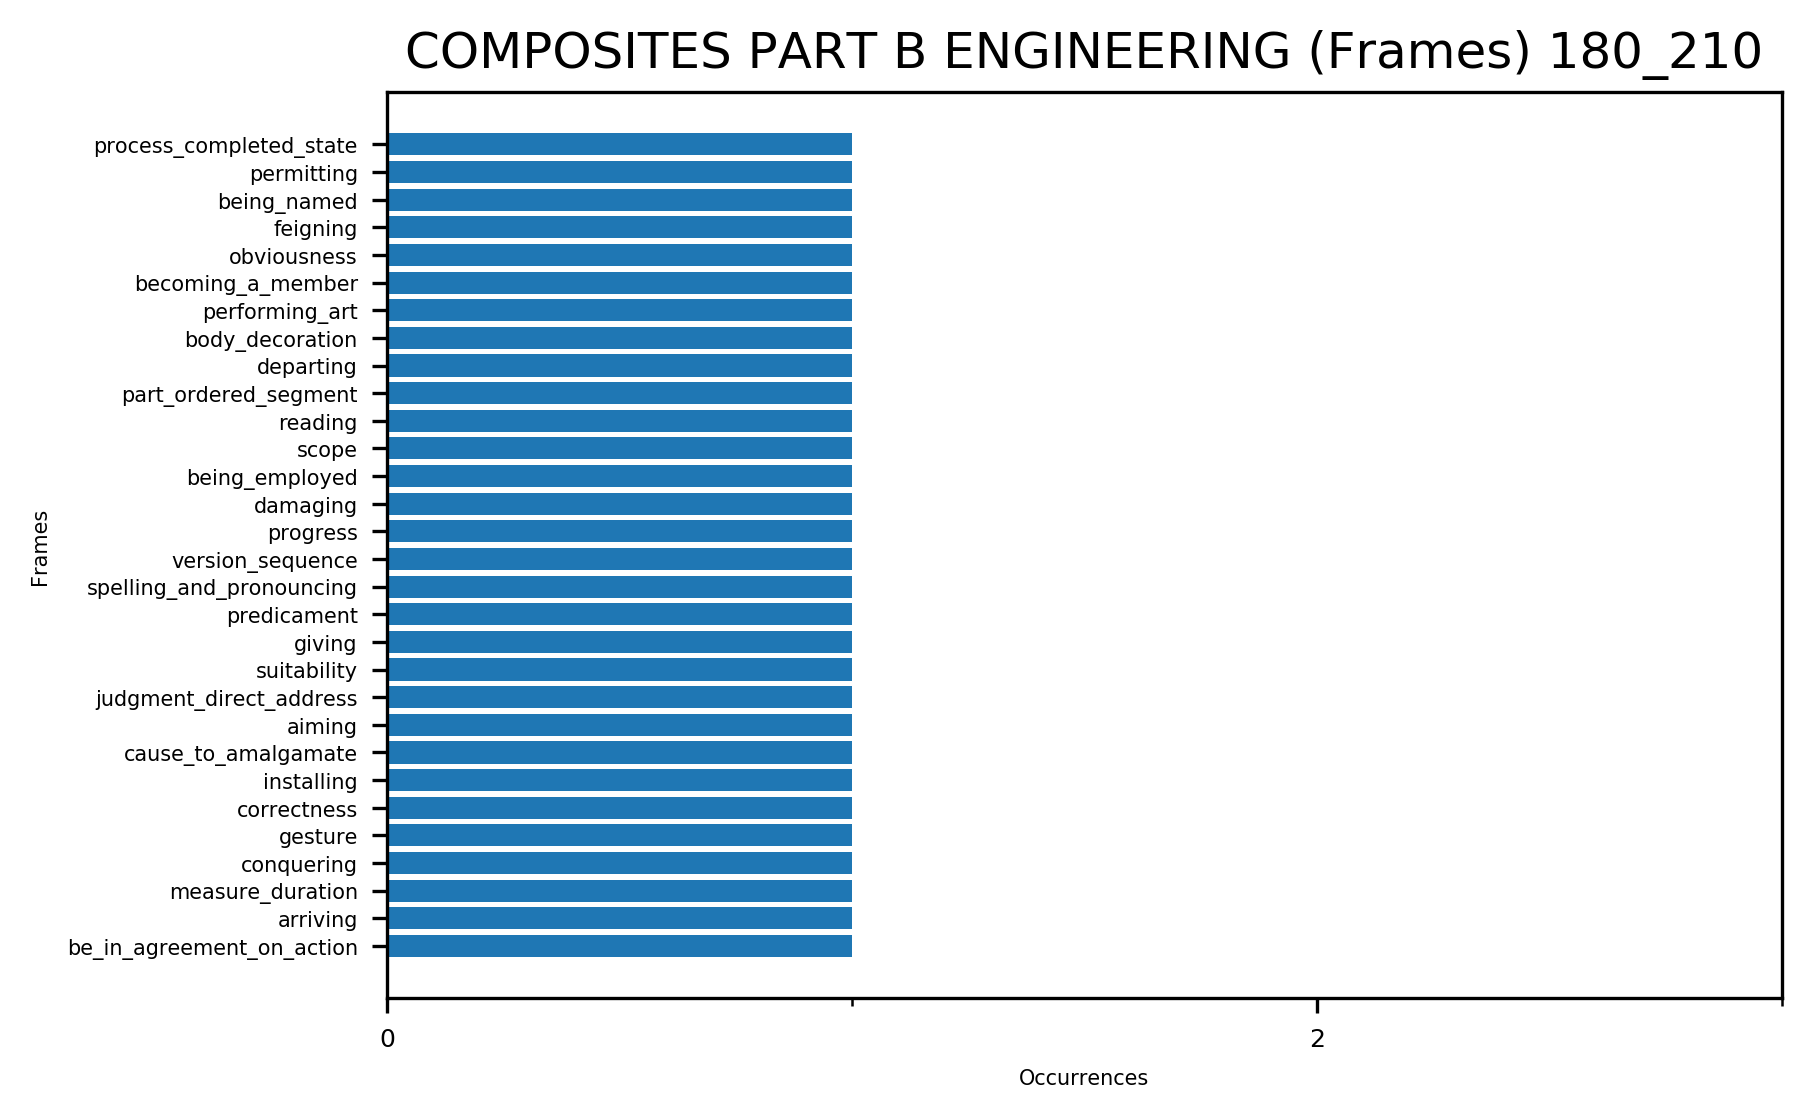 COMPOSITES PART B ENGINEERING (Frames) 180_210
process_completed_state
permitting
being_named
feigning
obviousness
becoming_a_member
performing_art
body_decoration
departing
part_ordered_segment
reading
scope
being_employed
damaging
progress
version_sequence
spelling_and_pronouncing
predicament
giving
suitability
judgment_direct_address
aiming
cause_to_amalgamate
installing
correctness
gesture
conquering
measure_duration
arriving
be_in_agreement_on_action
Frames
0 2
Occurrences